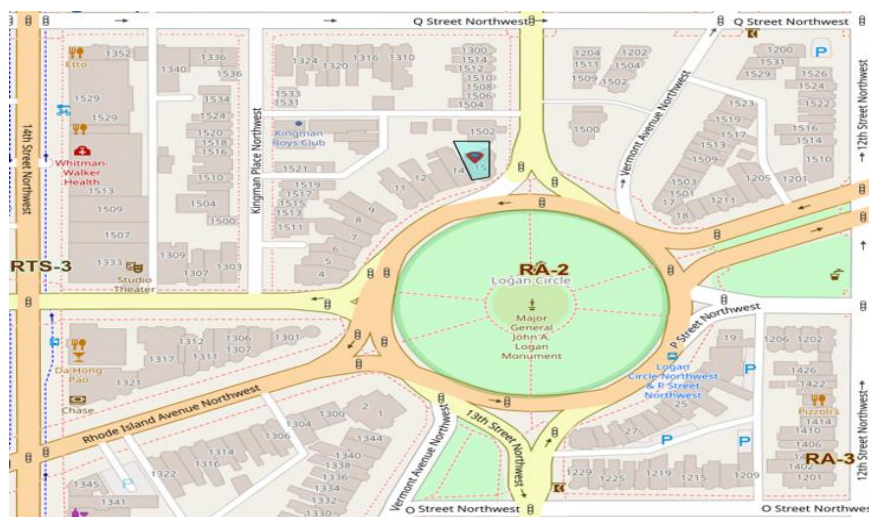 Q Street Northwest
Q Street Northwest
Etto
1352
1340
1336
1536
1324
1320
1316
1310
1300
1514
1512
1510
1508
1506
1504
1204
1511
1509
1202
1504
1502
1200
1531
1529
P
1526
1524
1522
1529
1529
1534
1524
1520
1518
1516
1533
1531
Kingman
Boys Club
1502
1500
1523
1519
1517
1513
1509
1516
1514
1510
14th Street Northwest
Kingman Place Northwest
Vermont Avenue Northwest
12th Street Northwest
Whitman-
Walker
Health
1513
1509
1507
1333
1510
1504
1500
1521
1519
1517
1515
1513
1511
14
15
12
11
9
8
7
6
5
4
1503
1501
17
18
1211
1205
1201
RTS-3
Studio
Theater
1309
1307
1303
RA-2
Logan Circle
Major
General
John A.
Logan
Monument
P Street Northwest
Logan
Circle Northwest
& P Street
Northwest
Da Hong
Pao
Chase
1317
1321
1312
1311
1306
1307
1301
Rhode Island Avenue Northwest
19
P
1206
1202
1426
1422
Pizzoli's
1414
1410
1406
1402
1201
RA-3
12th Street Northwest
25
27
P
P
1229
1225
1219
1215
1209
13th Street Northwest
Vermont Avenue Northwest
1300
1304
1306
1314
1316
1322
P
2
1
1344
1340
1338
1336
1334
1332
1330
1345
1341
O Street Northwest
O Street Northwest